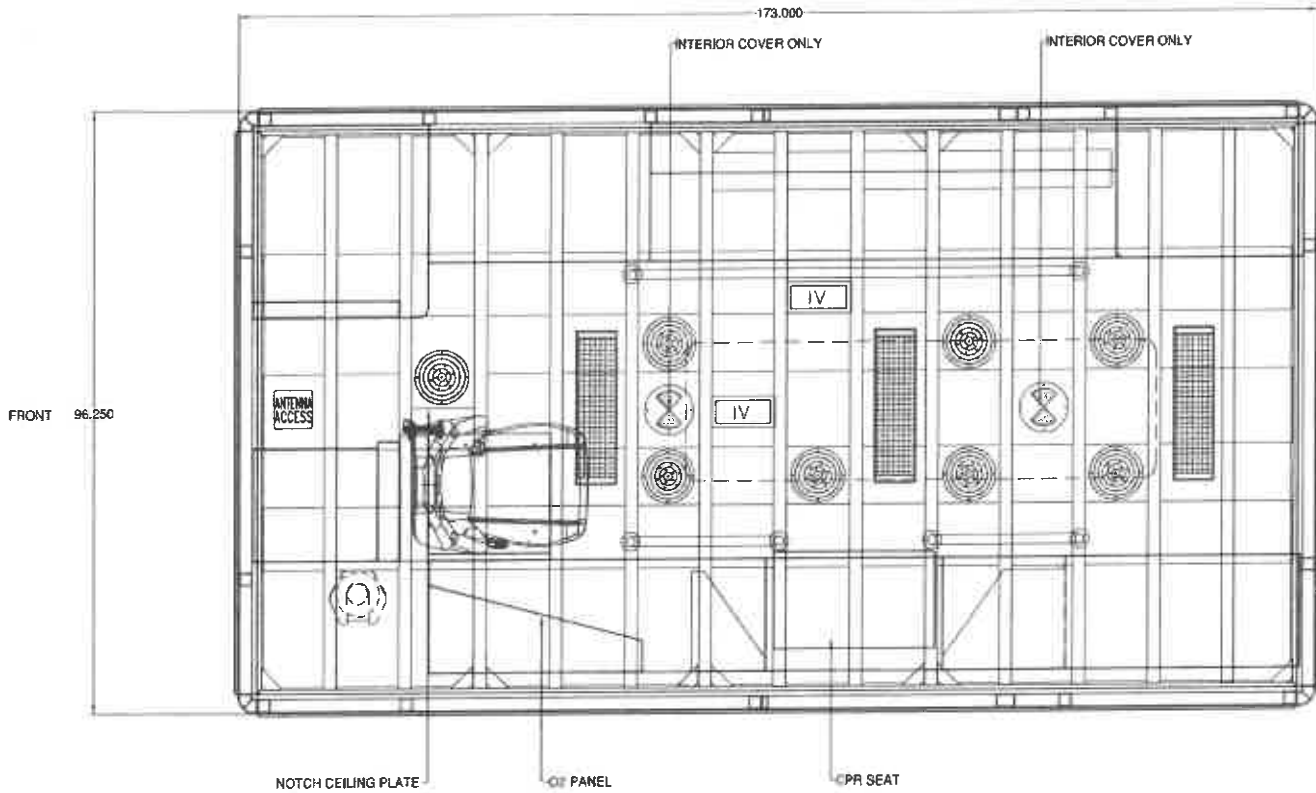 173.000
INTERIOR COVER ONLY
INTERIOR COVER ONLY
IV
ANTENNA
ACCESS
IV
FRONT 96.250
NOTCH CEILING PLATE
O2 PANEL
CPR SEAT